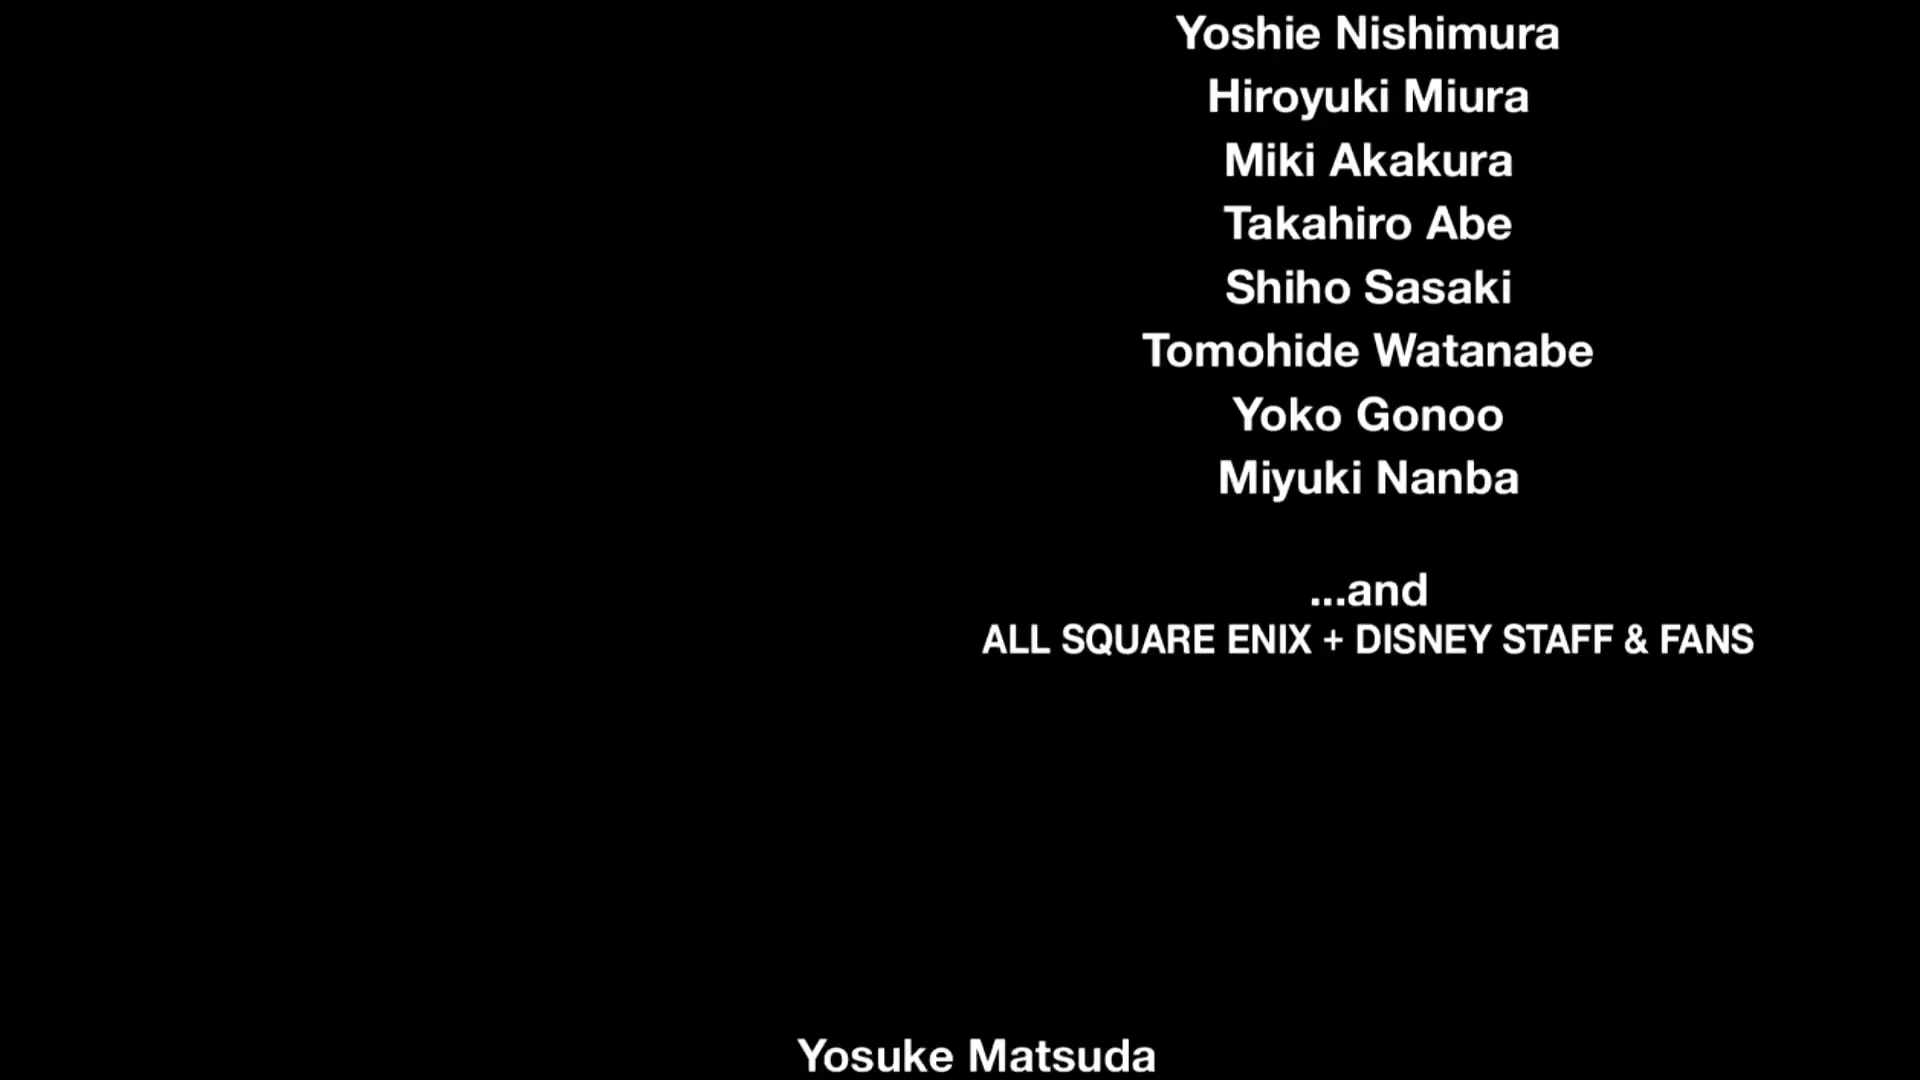 Yoshie Nishimura
Hiroyuki Miura
Miki Akakura
Takahiro Abe
Shiho Sasaki
Tomohide Watanabe
Yoko Gonoo
Miyuki Nanba
...and
ALL SQUARE ENIX + DISNEY STAFF & FANS
Yosuke Matsuda